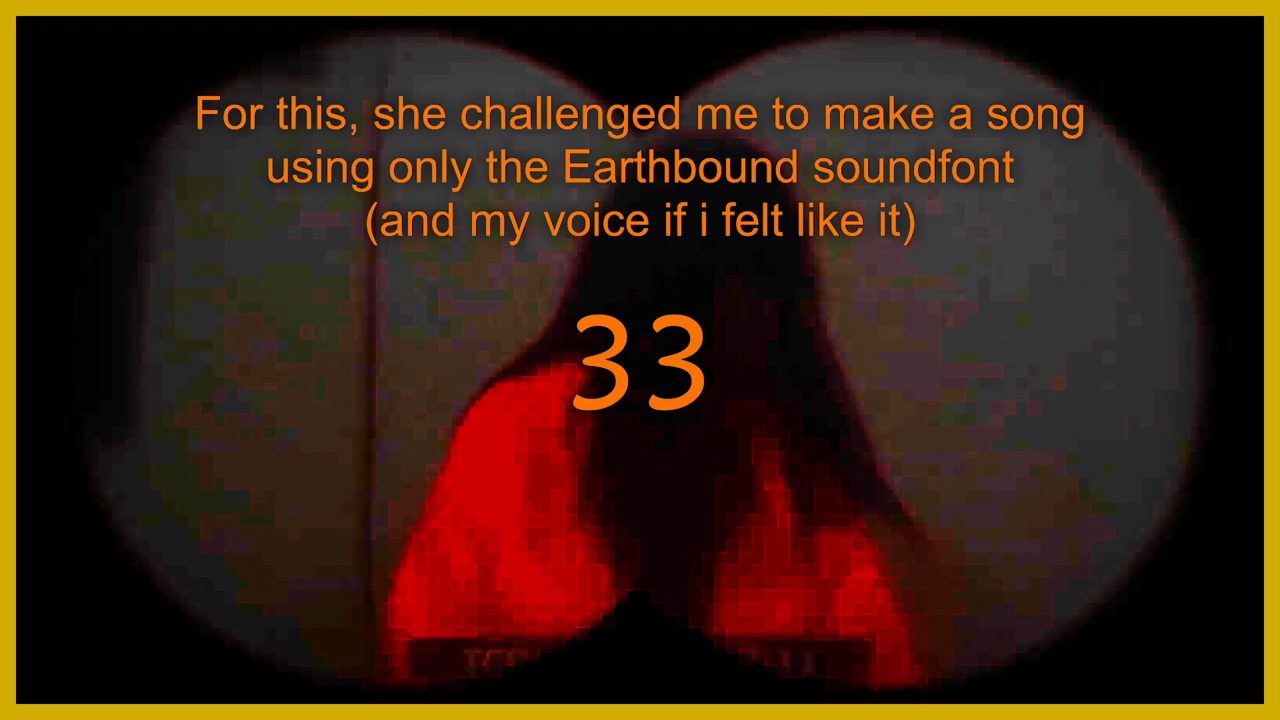 For this, she challenged me to make a song
using only the Earthbound soundfont
(and my voice if i felt like it)
33